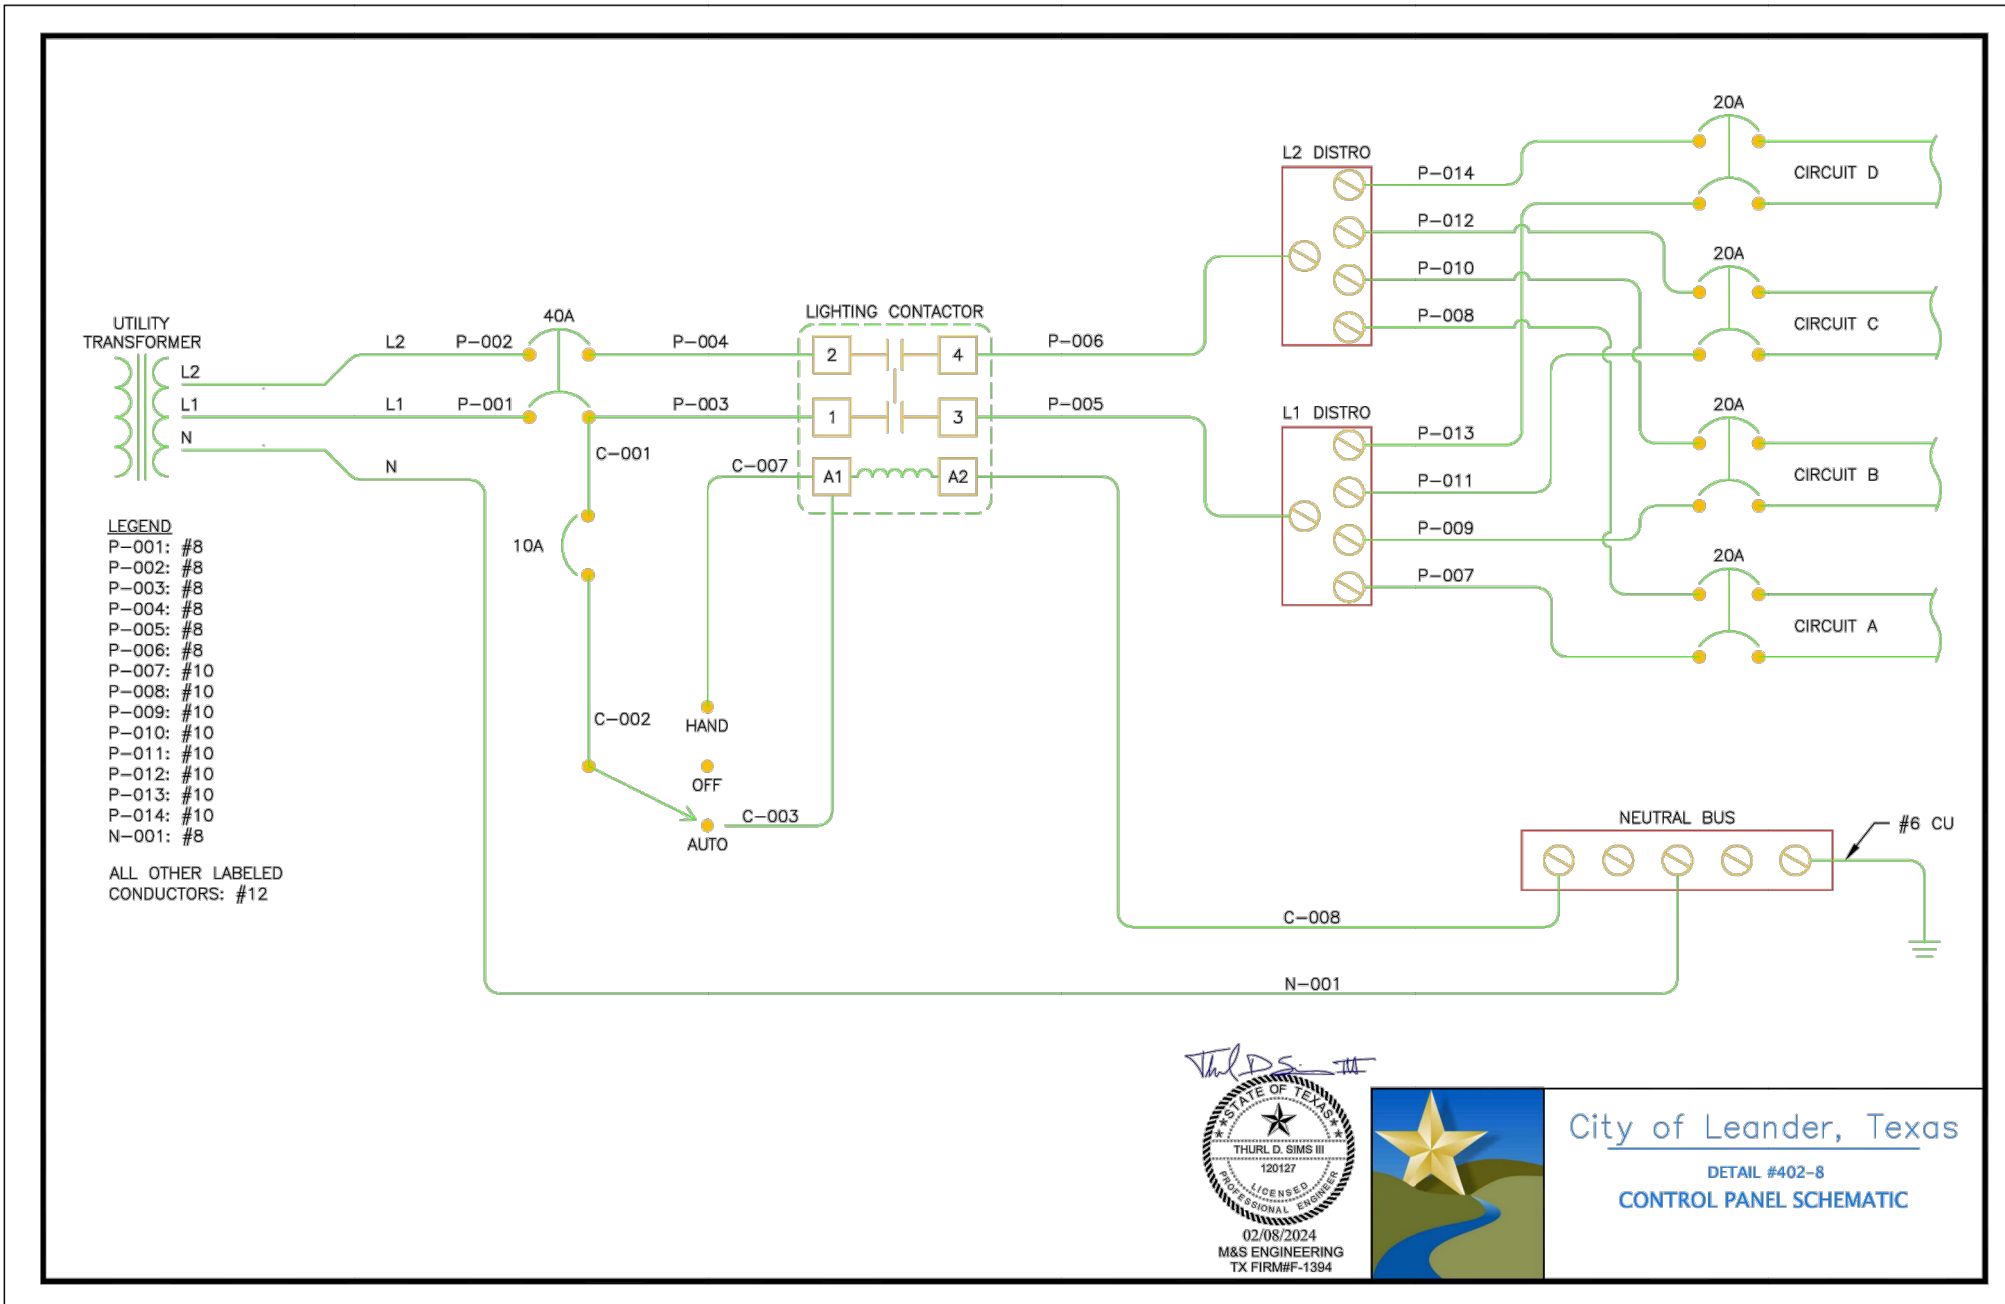 20A
L2 DISTRO
P-014
CIRCUIT D
P-012
20A
P-010
UTILITY
TRANSFORMER
40A
LIGHTING CONTACTOR
P-008
CIRCUIT C
L2
P-002
P-004
2
4
P-006
L2
L1
L1
P-001
P-003
1
3
P-005
L1 DISTRO
20A
N
P-013
C-001
N
C-007
A1
A2
P-011
CIRCUIT B
LEGEND
P-001: #8
P-002: #8
P-003: #8
P-004: #8
P-005: #8
P-006: #8
P-007: #10
P-008: #10
P-009: #10
P-010: #10
P-011: #10
P-012: #10
P-013: #10
P-014: #10
N-001: #8
ALL OTHER LABELED
CONDUCTORS: #12
10A
P-009
20A
P-007
CIRCUIT A
C-002
HAND
OFF
C-003
AUTO
NEUTRAL BUS
#6 CU
C-008
N-001
Thurl D Sims III
STATE OF TEXAS
THURL D. SIMS III
120127
LICENSED
PROFESSIONAL ENGINEER
02/08/2024
M&S ENGINEERING
TX FIRM#F-1394
City of Leander, Texas
DETAIL #402-8
CONTROL PANEL SCHEMATIC